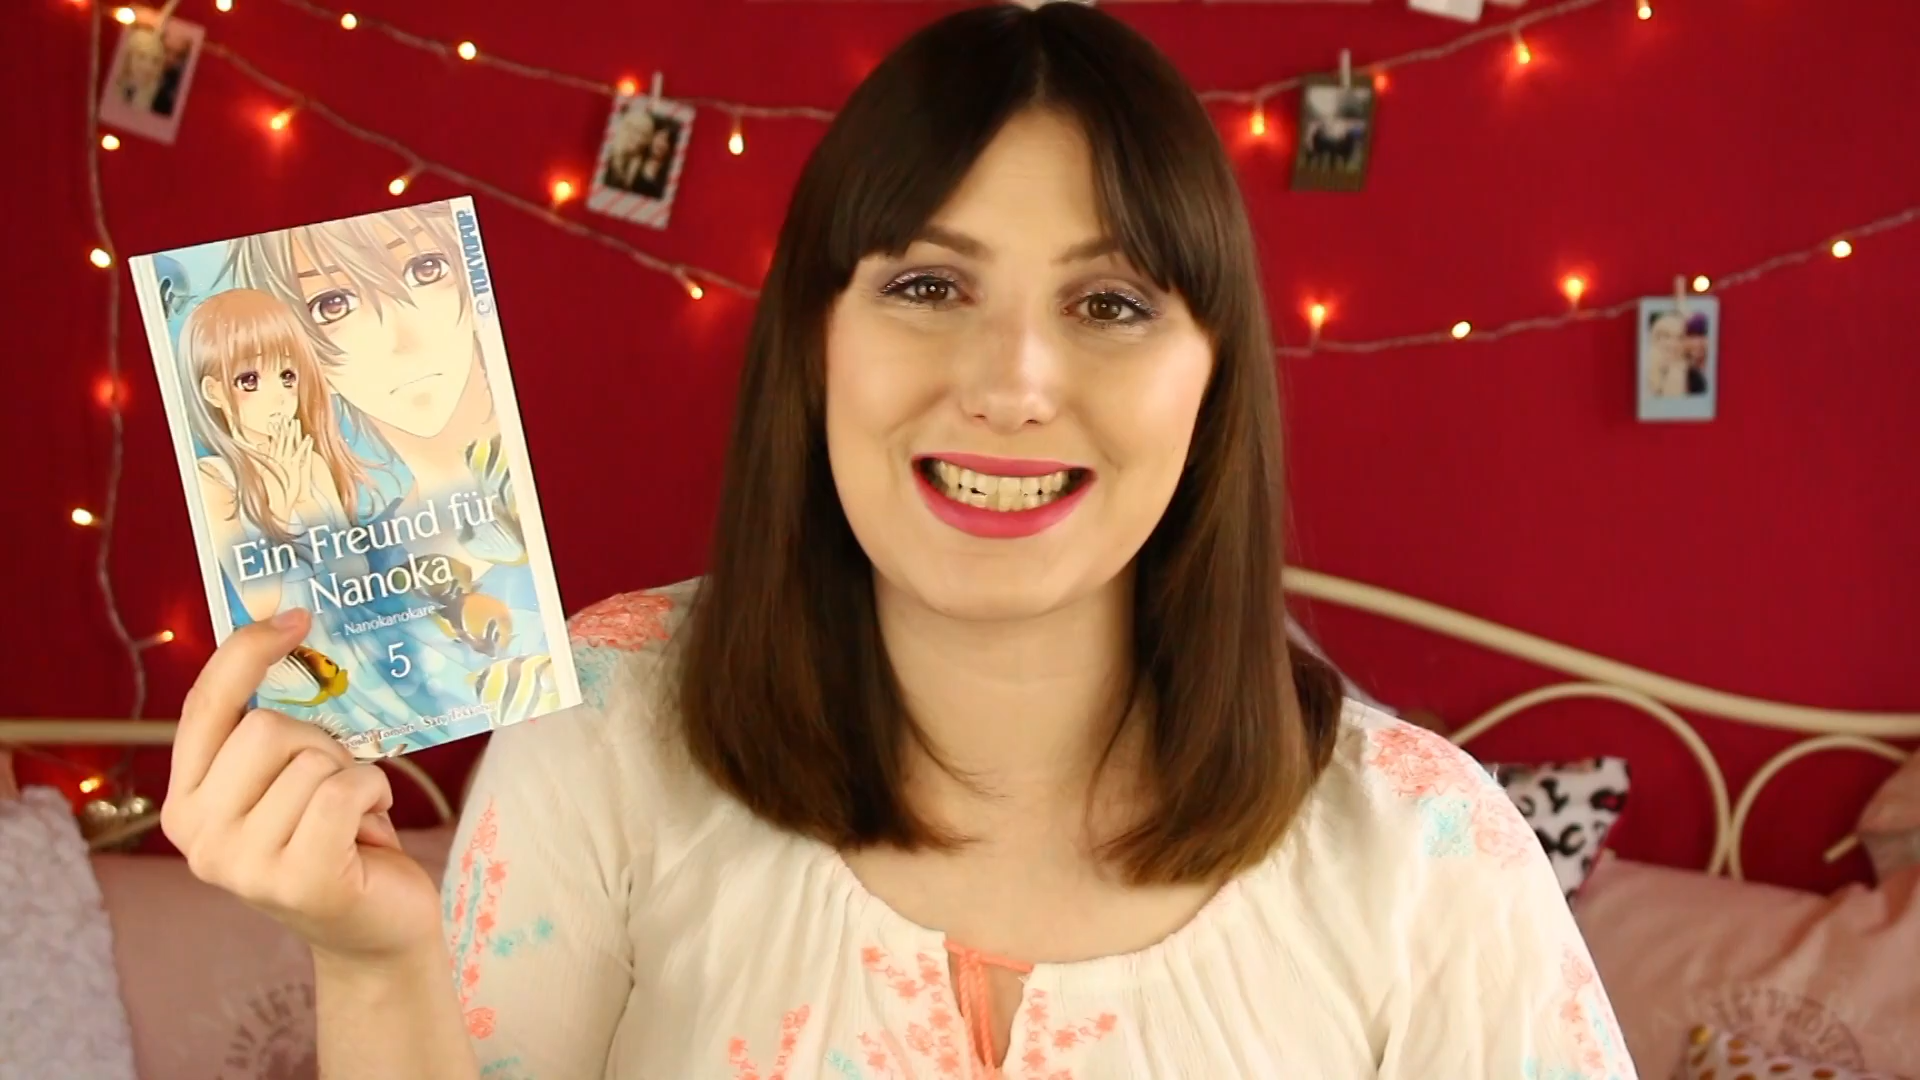 TOKYOPOP
Ein Freund für
Nanoka
– Nanokanokare –
5